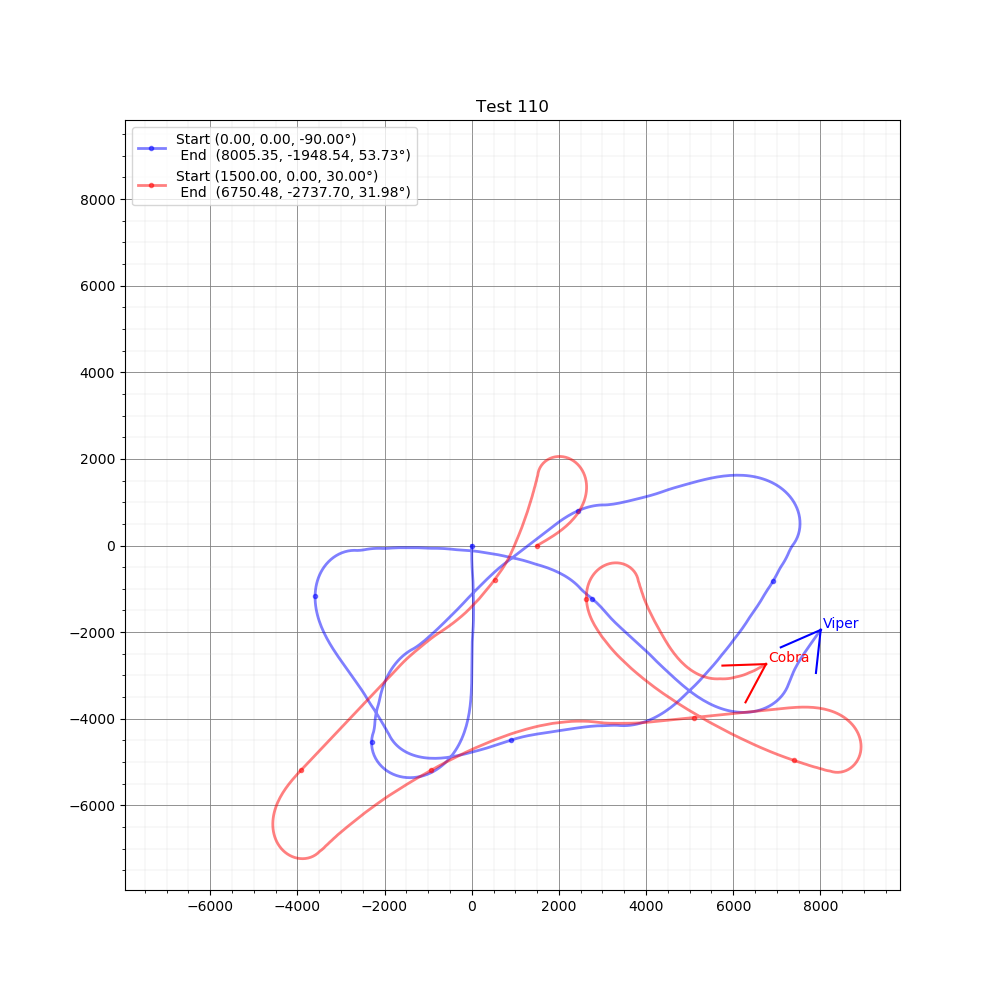 Test 110
Start (0.00, 0.00, -90.00°)
End  (8005.35, -1948.54, 53.73°)
Start (1500.00, 0.00, 30.00°)
End  (6750.48, -2737.70, 31.98°)
8000
6000
4000
2000
0
−2000
−4000
−6000
Viper
Cobra
−6000 −4000 −2000 0 2000 4000 6000 8000